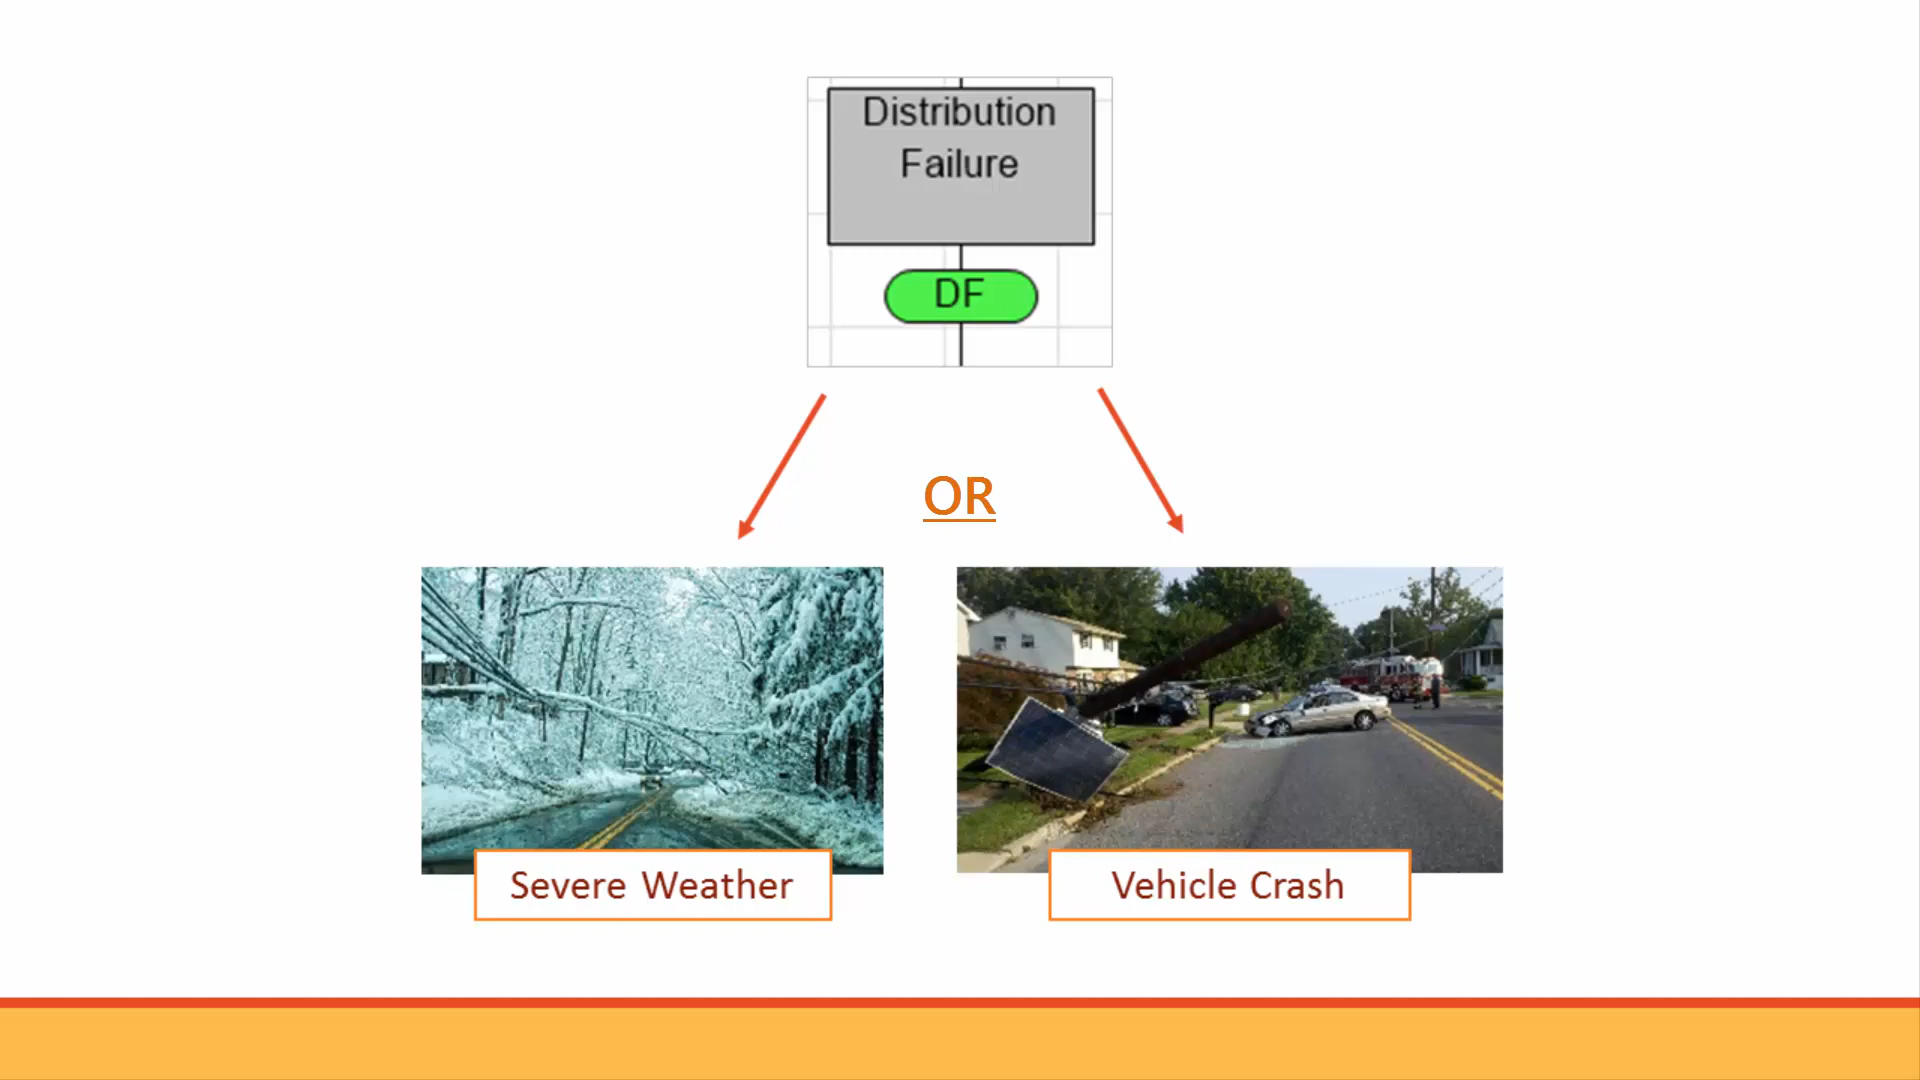 Distribution
Failure
DF
OR
Severe Weather
Vehicle Crash